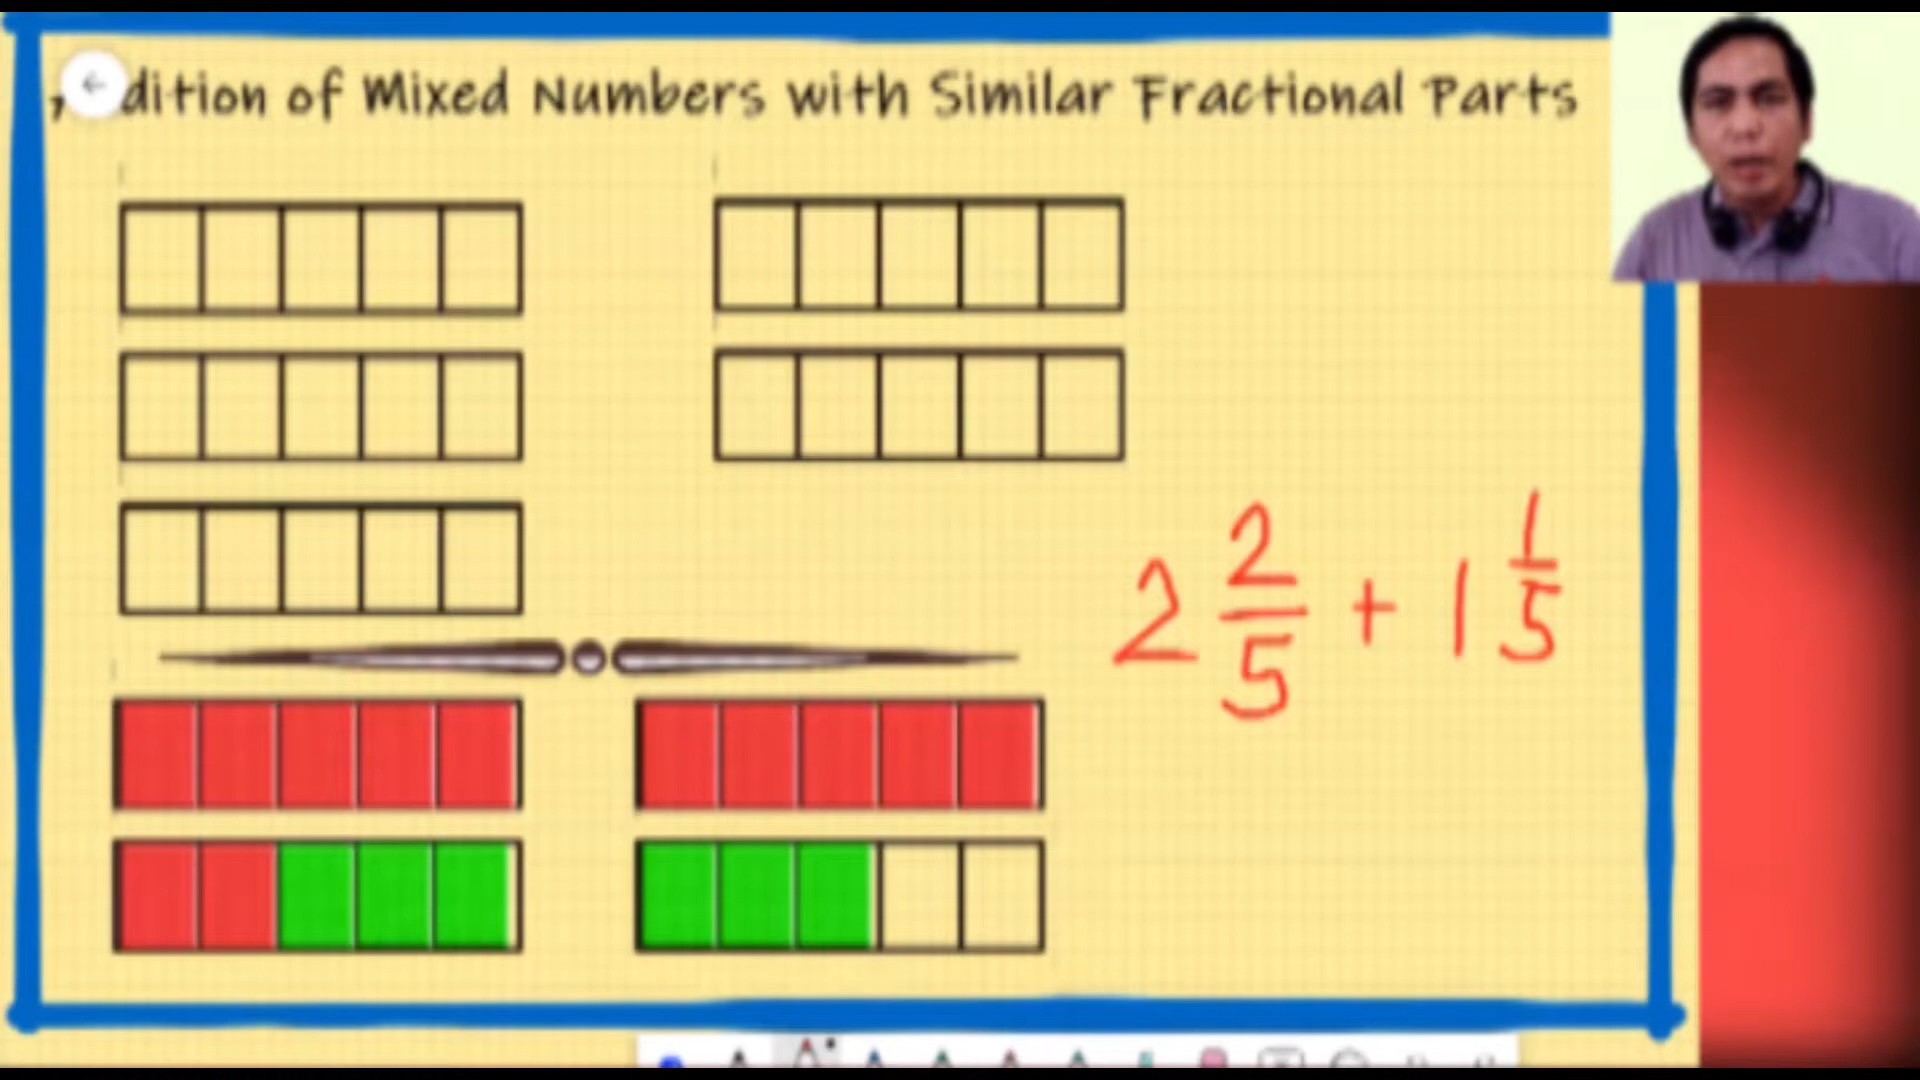 dition of Mixed Numbers with Similar Fractional Parts
2 2/5 + 1 1/5